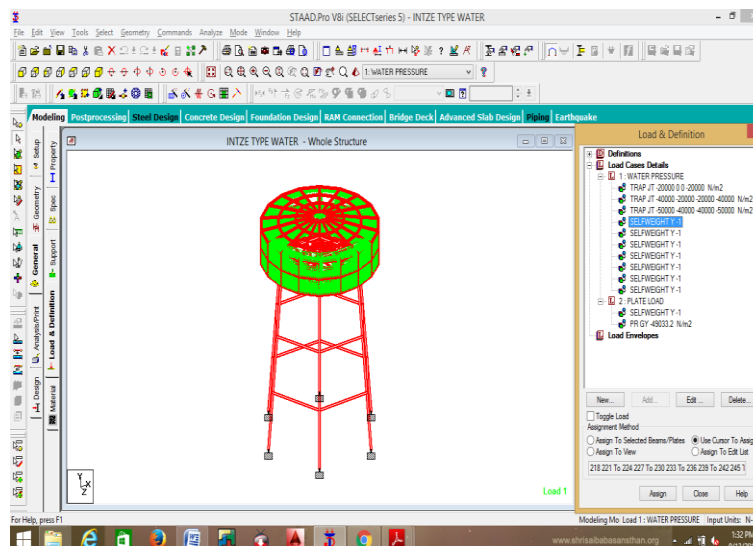 STAAD.Pro V8i (SELECTseries 5) - INTZE TYPE WATER
File Edit View Tools Select Geometry Commands Analyze Mode Window Help
1: WATER PRESSURE
Modeling Postprocessing Steel Design Concrete Design Foundation Design RAM Connection Bridge Deck Advanced Slab Design Piping Earthquake
INTZE TYPE WATER - Whole Structure
Setup
Geometry
General
Analysis/Print
Design
Property
Spec
Support
Load & Definition
Material
Load 1
Load & Definition
Definitions
Load Cases Details
1 : WATER PRESSURE
TRAP JT -20000 0 0 -20000 N/m2
TRAP JT -40000 -20000 -20000 -40000 N/m2
TRAP JT -50000 -40000 -40000 -50000 N/m2
SELFWEIGHT Y -1
SELFWEIGHT Y -1
SELFWEIGHT Y -1
SELFWEIGHT Y -1
SELFWEIGHT Y -1
SELFWEIGHT Y -1
SELFWEIGHT Y -1
2 : PLATE LOAD
SELFWEIGHT Y -1
PR GY -49033.2 N/m2
Load Envelopes
New... Add... Edit ... Delete...
Toggle Load
Assignment Method
Assign To Selected Beams/Plates Use Cursor To Assig
Assign To View Assign To Edit List
218 221 To 224 227 To 230 233 To 236 239 To 242 245 1
Assign Close Help
Y
X
Z
For Help, press F1
Modeling Mo Load 1 : WATER PRESSURE Input Units: N-
www.shrisaibabasansthan.org
1:32 P